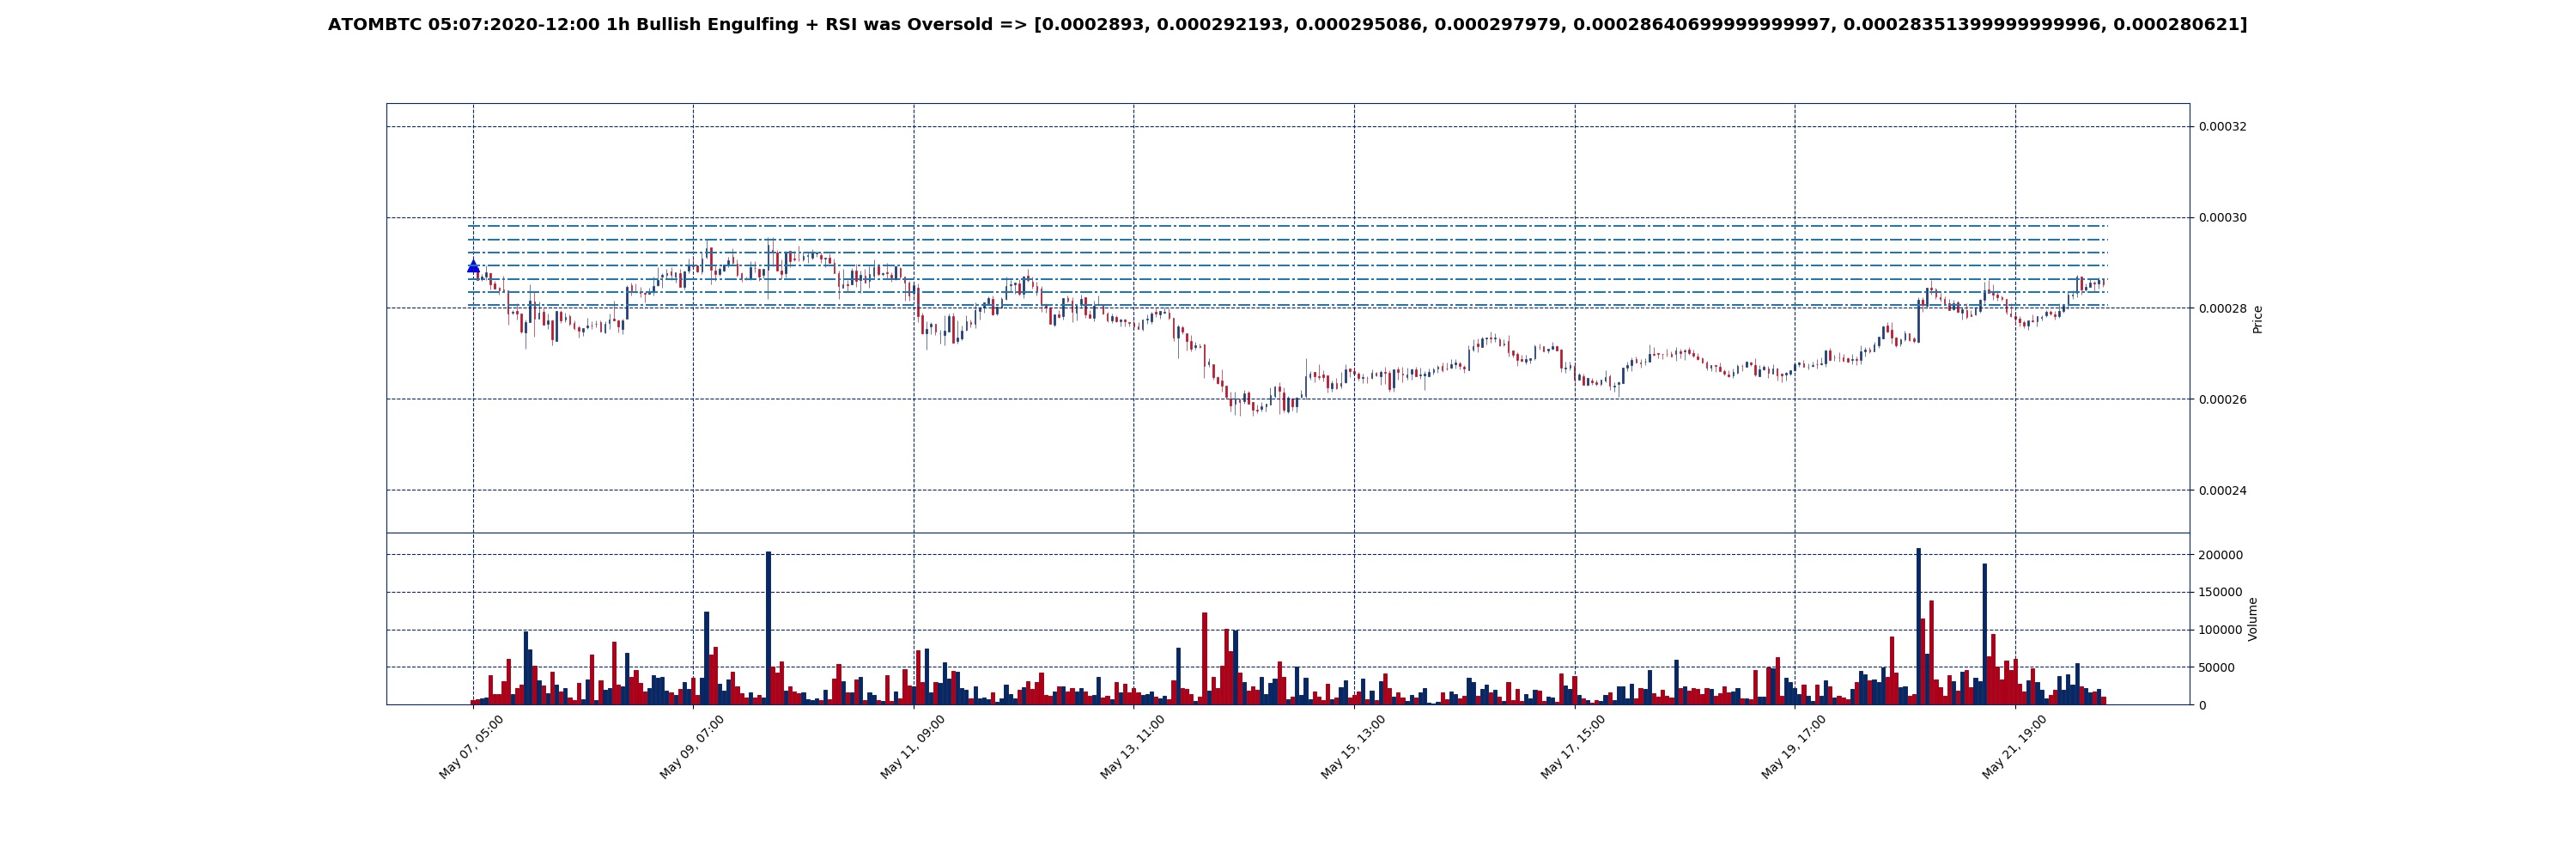 ATOMBTC 05:07:2020-12:00 1h Bullish Engulfing + RSI was Oversold => [0.0002893, 0.000292193, 0.000295086, 0.000297979, 0.00028640699999999997, 0.00028351399999999996, 0.000280621]
0.00032
0.00030
0.00028
0.00026
0.00024
Price
200000
150000
100000
50000
0
Volume
May 07, 05:00
May 09, 07:00
May 11, 09:00
May 13, 11:00
May 15, 13:00
May 17, 15:00
May 19, 17:00
May 21, 19:00